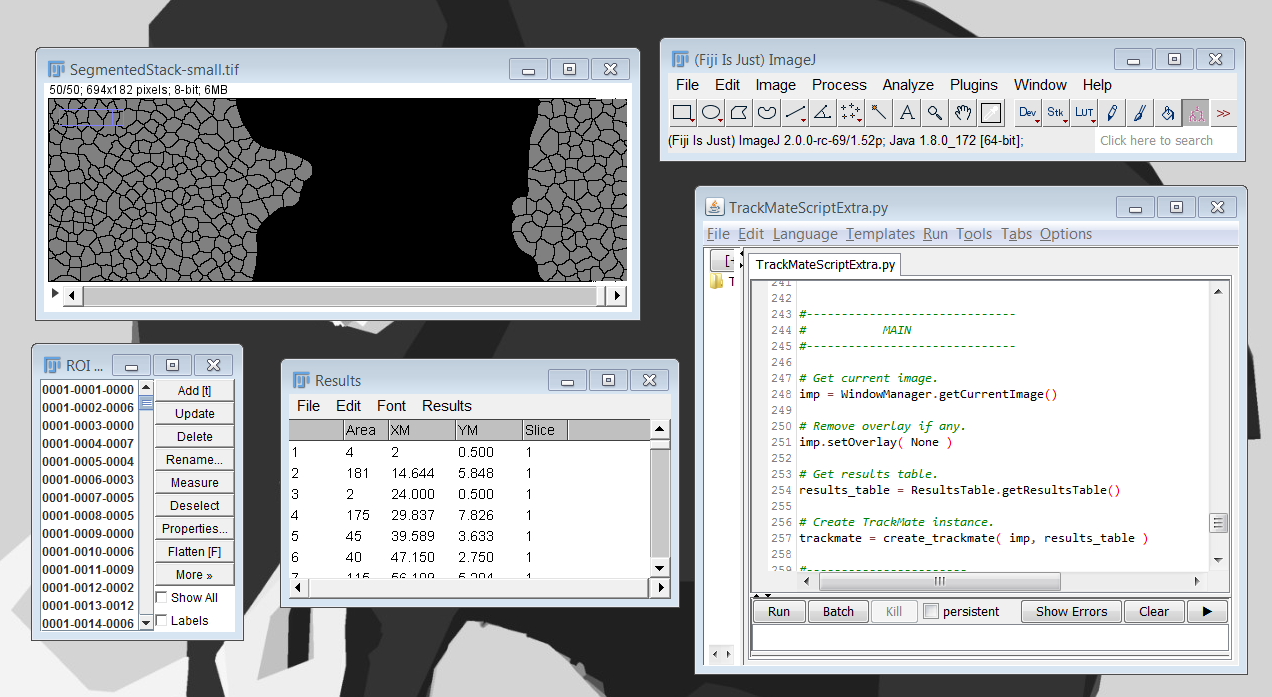 SegmentedStack-small.tif
50/50; 694x182 pixels; 8-bit; 6MB
(Fiji Is Just) ImageJ
File Edit Image Process Analyze Plugins Window Help
Dev Stk LUT >>
(Fiji Is Just) ImageJ 2.0.0-rc-69/1.52p; Java 1.8.0_172 [64-bit];
Click here to search
ROI ...
0001-0001-0000
0001-0002-0006
0001-0003-0000
0001-0004-0007
0001-0005-0004
0001-0006-0003
0001-0007-0005
0001-0008-0005
0001-0009-0000
0001-0010-0006
0001-0011-0009
0001-0012-0002
0001-0013-0012
0001-0014-0006
Add [t]
Update
Delete
Rename...
Measure
Deselect
Properties...
Flatten [F]
More »
Show All
Labels
Results
File Edit Font Results
Area XM YM Slice
1 4 2 0.500 1
2 181 14.644 5.848 1
3 2 24.000 0.500 1
4 175 29.837 7.826 1
5 45 39.589 3.633 1
6 40 47.150 2.750 1
TrackMateScriptExtra.py
File Edit Language Templates Run Tools Tabs Options
TrackMateScriptExtra.py
241
242
243 #------------------------------
244 # MAIN
245 #------------------------------
246
247 # Get current image.
248 imp = WindowManager.getCurrentImage()
249
250 # Remove overlay if any.
251 imp.setOverlay( None )
252
253 # Get results table.
254 results_table = ResultsTable.getResultsTable()
255
256 # Create TrackMate instance.
257 trackmate = create_trackmate( imp, results_table )
258
259 #-----------------------
Run Batch Kill persistent Show Errors Clear